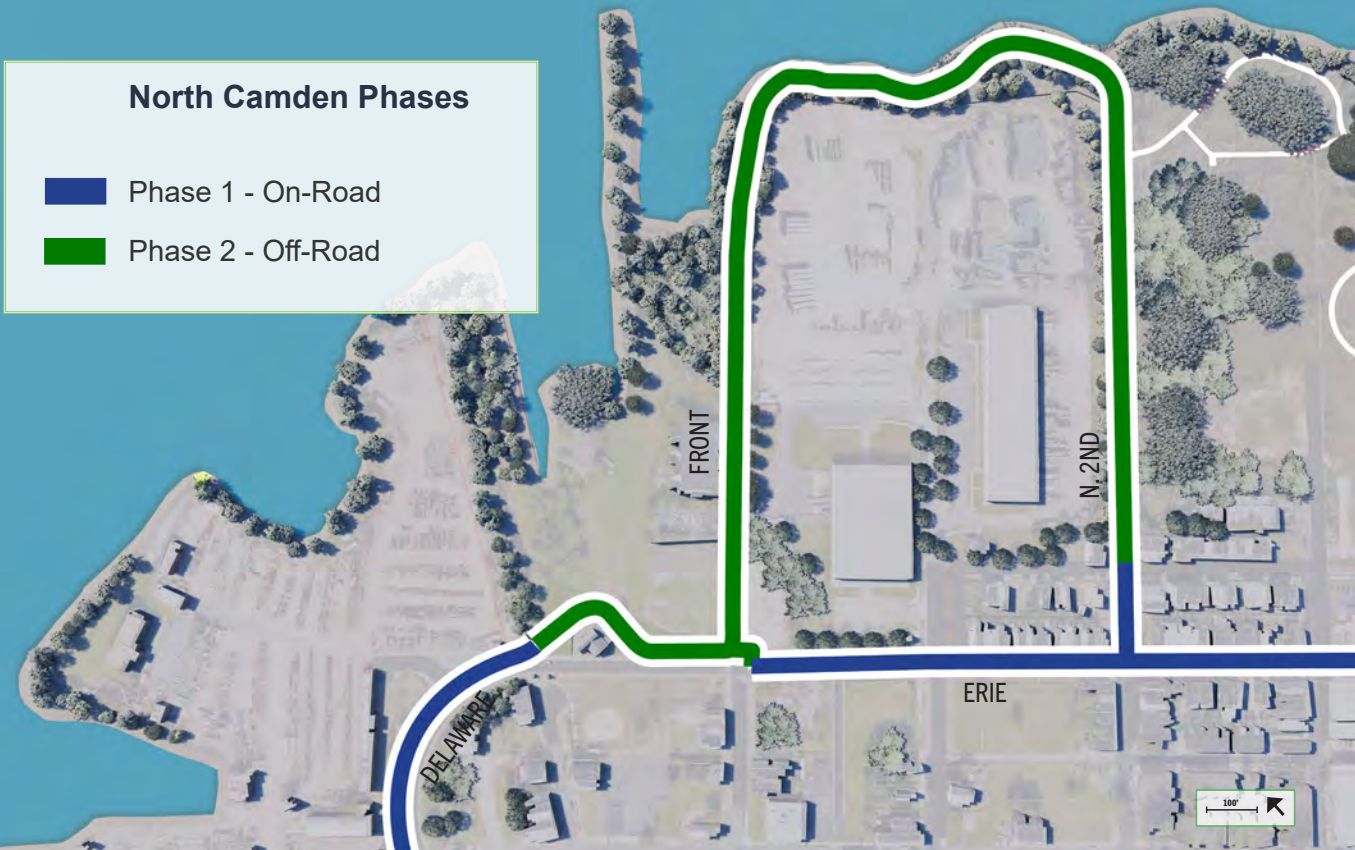 North Camden Phases
Phase 1 - On-Road
Phase 2 - Off-Road
FRONT
N. 2ND
DELAWARE
ERIE
100'